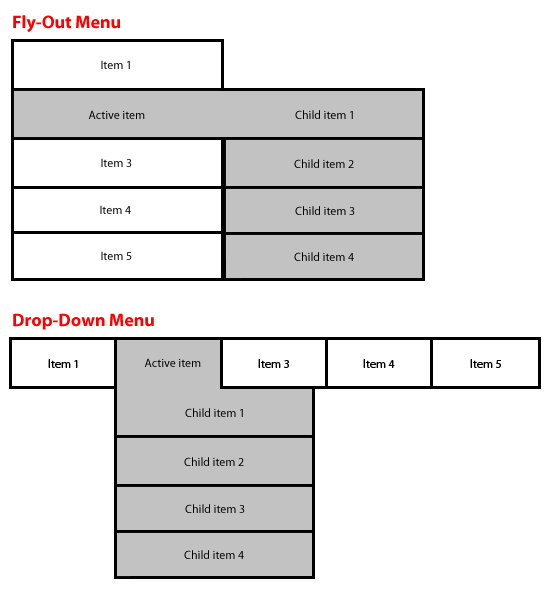 Fly-Out Menu
Item 1
Active item Child item 1
Item 3 Child item 2
Item 4 Child item 3
Item 5 Child item 4
Drop-Down Menu
Item 1 Active item Item 3 Item 4 Item 5
Child item 1
Child item 2
Child item 3
Child item 4